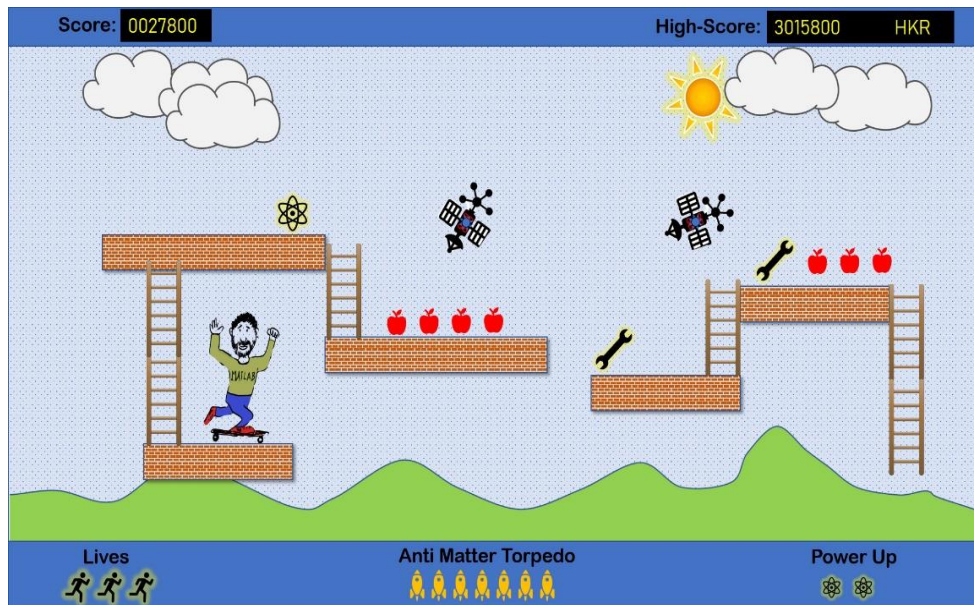 Score: 0027800
High-Score: 3015800 HKR
MATLAB
Lives
Anti Matter Torpedo
Power Up